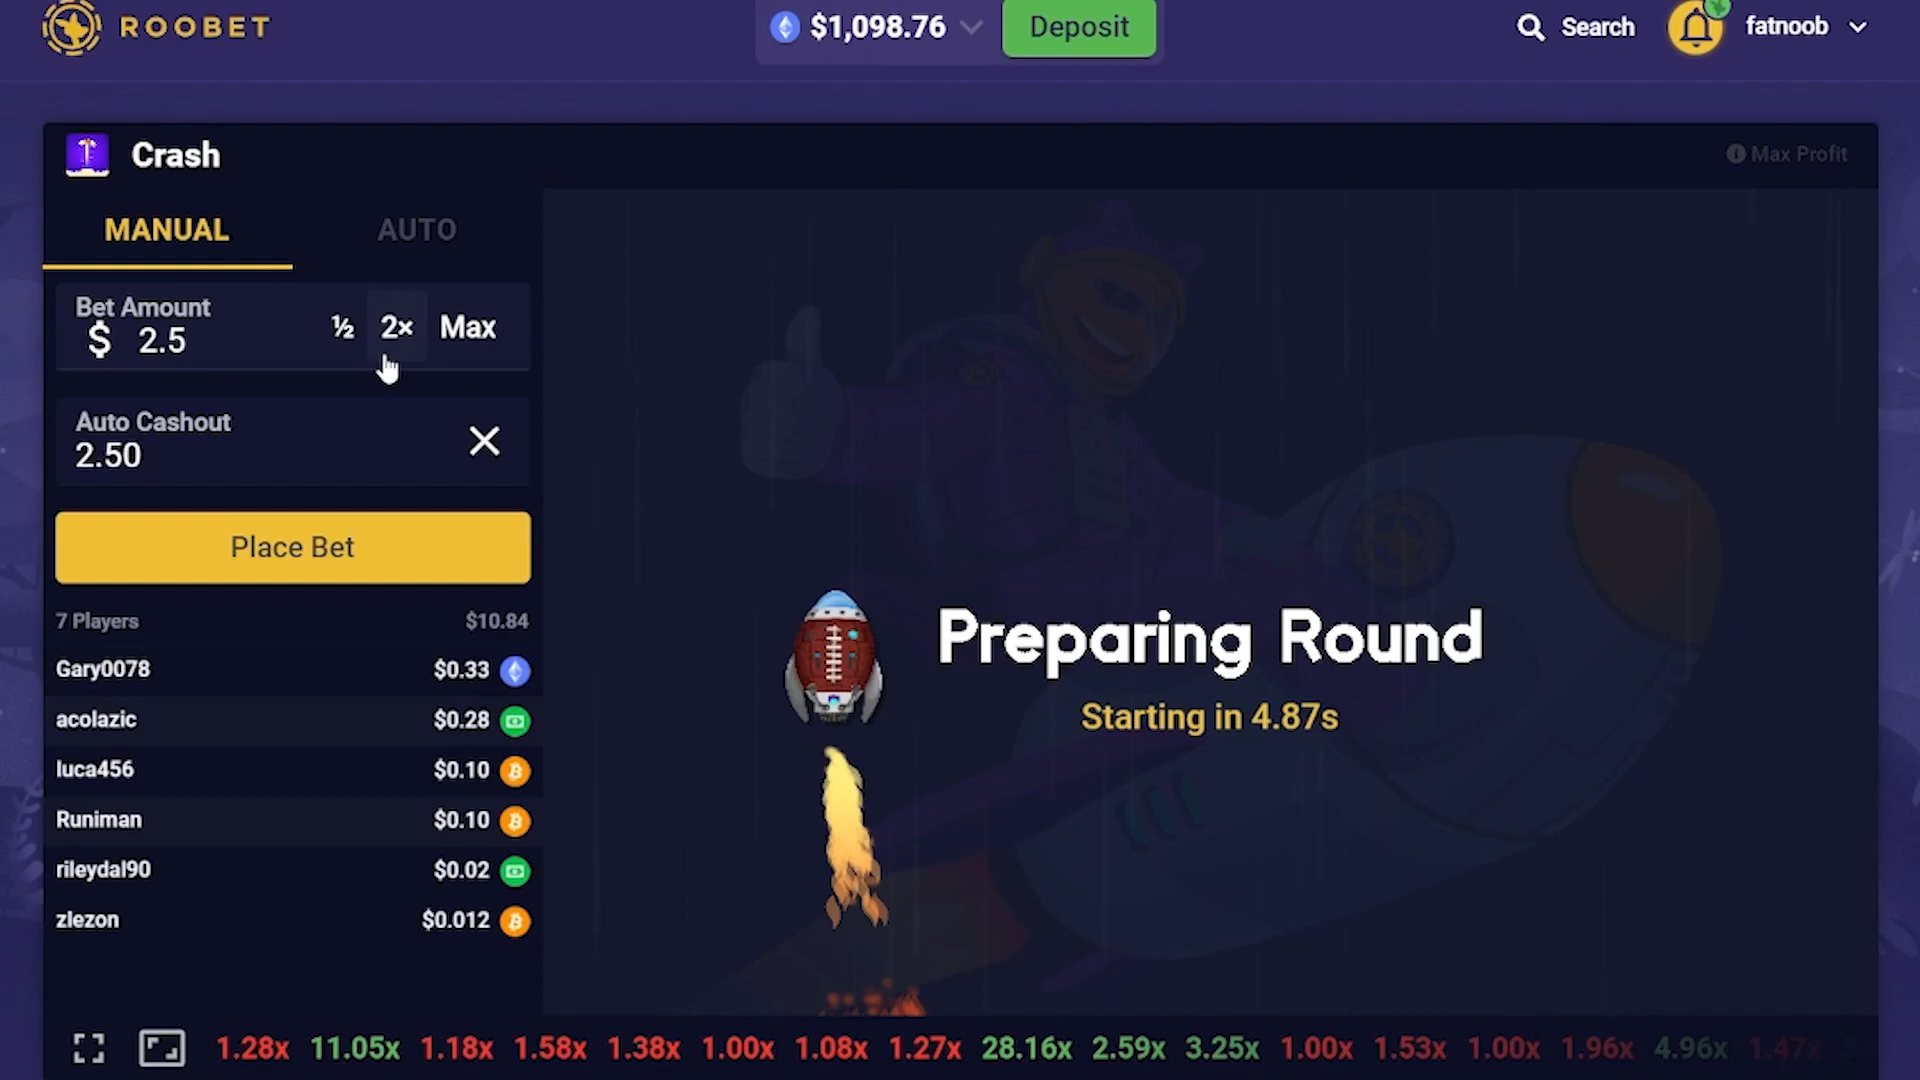 ROOBET
$1,098.76
Deposit
Search
fatnoob
Crash
Max Profit
MANUAL
AUTO
Bet Amount
$ 2.5
½ 2× Max
Auto Cashout
2.50
Place Bet
7 Players $10.84
Gary0078 $0.33
acolazic $0.28
luca456 $0.10
Runiman $0.10
rileydal90 $0.02
zlezon $0.012
Preparing Round
Starting in 4.87s
1.28x 11.05x 1.18x 1.58x 1.38x 1.00x 1.08x 1.27x 28.16x 2.59x 3.25x 1.00x 1.53x 1.00x 1.96x 4.96x 1.47x